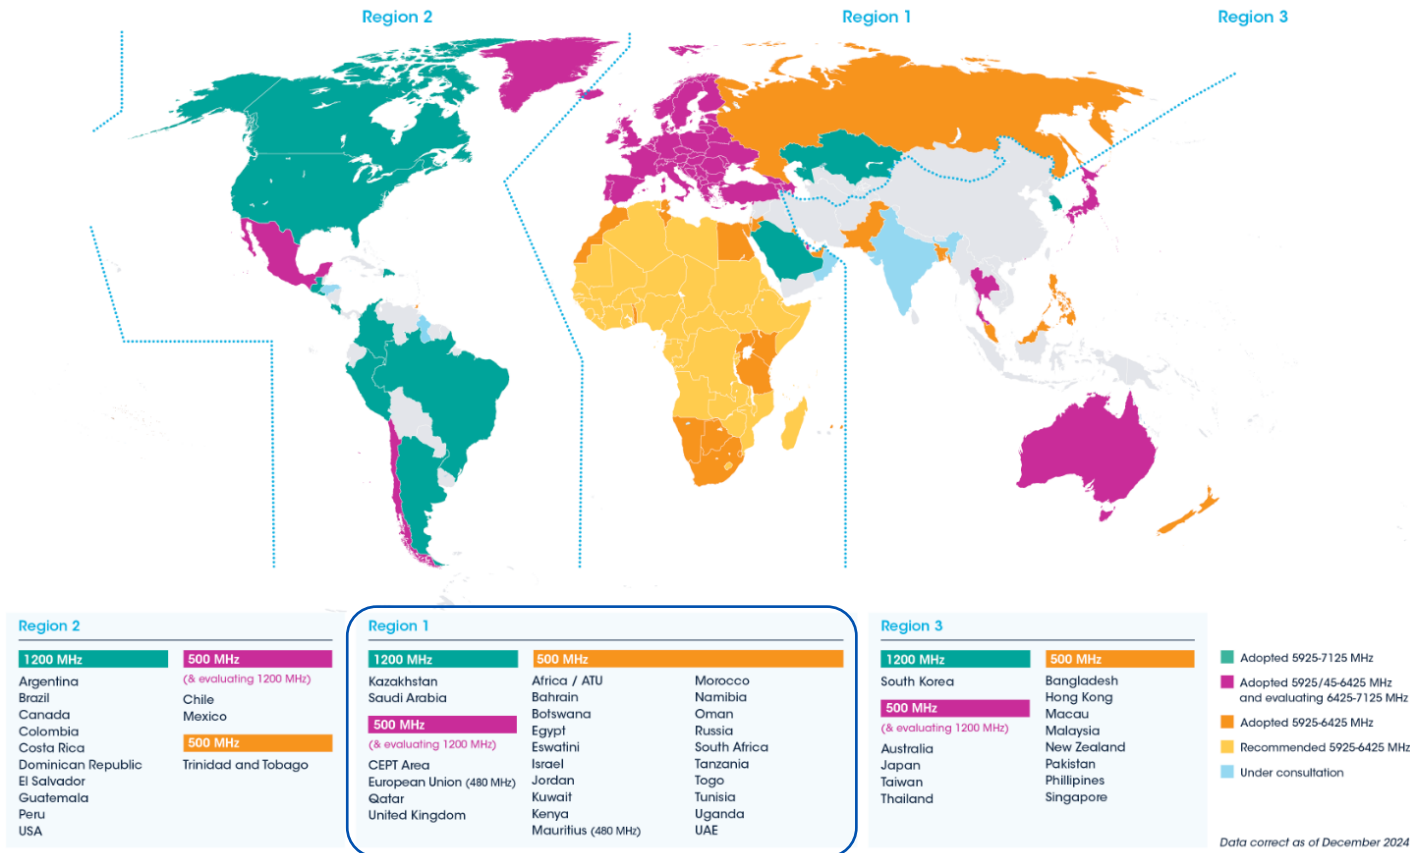 Region 2
Region 1
Region 3
Region 2
1200 MHz
Argentina
Brazil
Canada
Colombia
Costa Rica
Dominican Republic
El Salvador
Guatemala
Peru
USA
500 MHz
(& evaluating 1200 MHz)
Chile
Mexico
500 MHz
Trinidad and Tobago
Region 1
1200 MHz
Kazakhstan
Saudi Arabia
500 MHz
(& evaluating 1200 MHz)
CEPT Area
European Union (480 MHz)
Qatar
United Kingdom
500 MHz
Africa / ATU
Bahrain
Botswana
Egypt
Eswatini
Israel
Jordan
Kuwait
Kenya
Mauritius (480 MHz)
Morocco
Namibia
Oman
Russia
South Africa
Tanzania
Togo
Tunisia
Uganda
UAE
Region 3
1200 MHz
South Korea
500 MHz
(& evaluating 1200 MHz)
Australia
Japan
Taiwan
Thailand
500 MHz
Bangladesh
Hong Kong
Macau
Malaysia
New Zealand
Pakistan
Phillipines
Singapore
Adopted 5925-7125 MHz
Adopted 5925/45-6425 MHz
and evaluating 6425-7125 MHz
Adopted 5925-6425 MHz
Recommended 5925-6425 MHz
Under consultation
Data correct as of December 2024